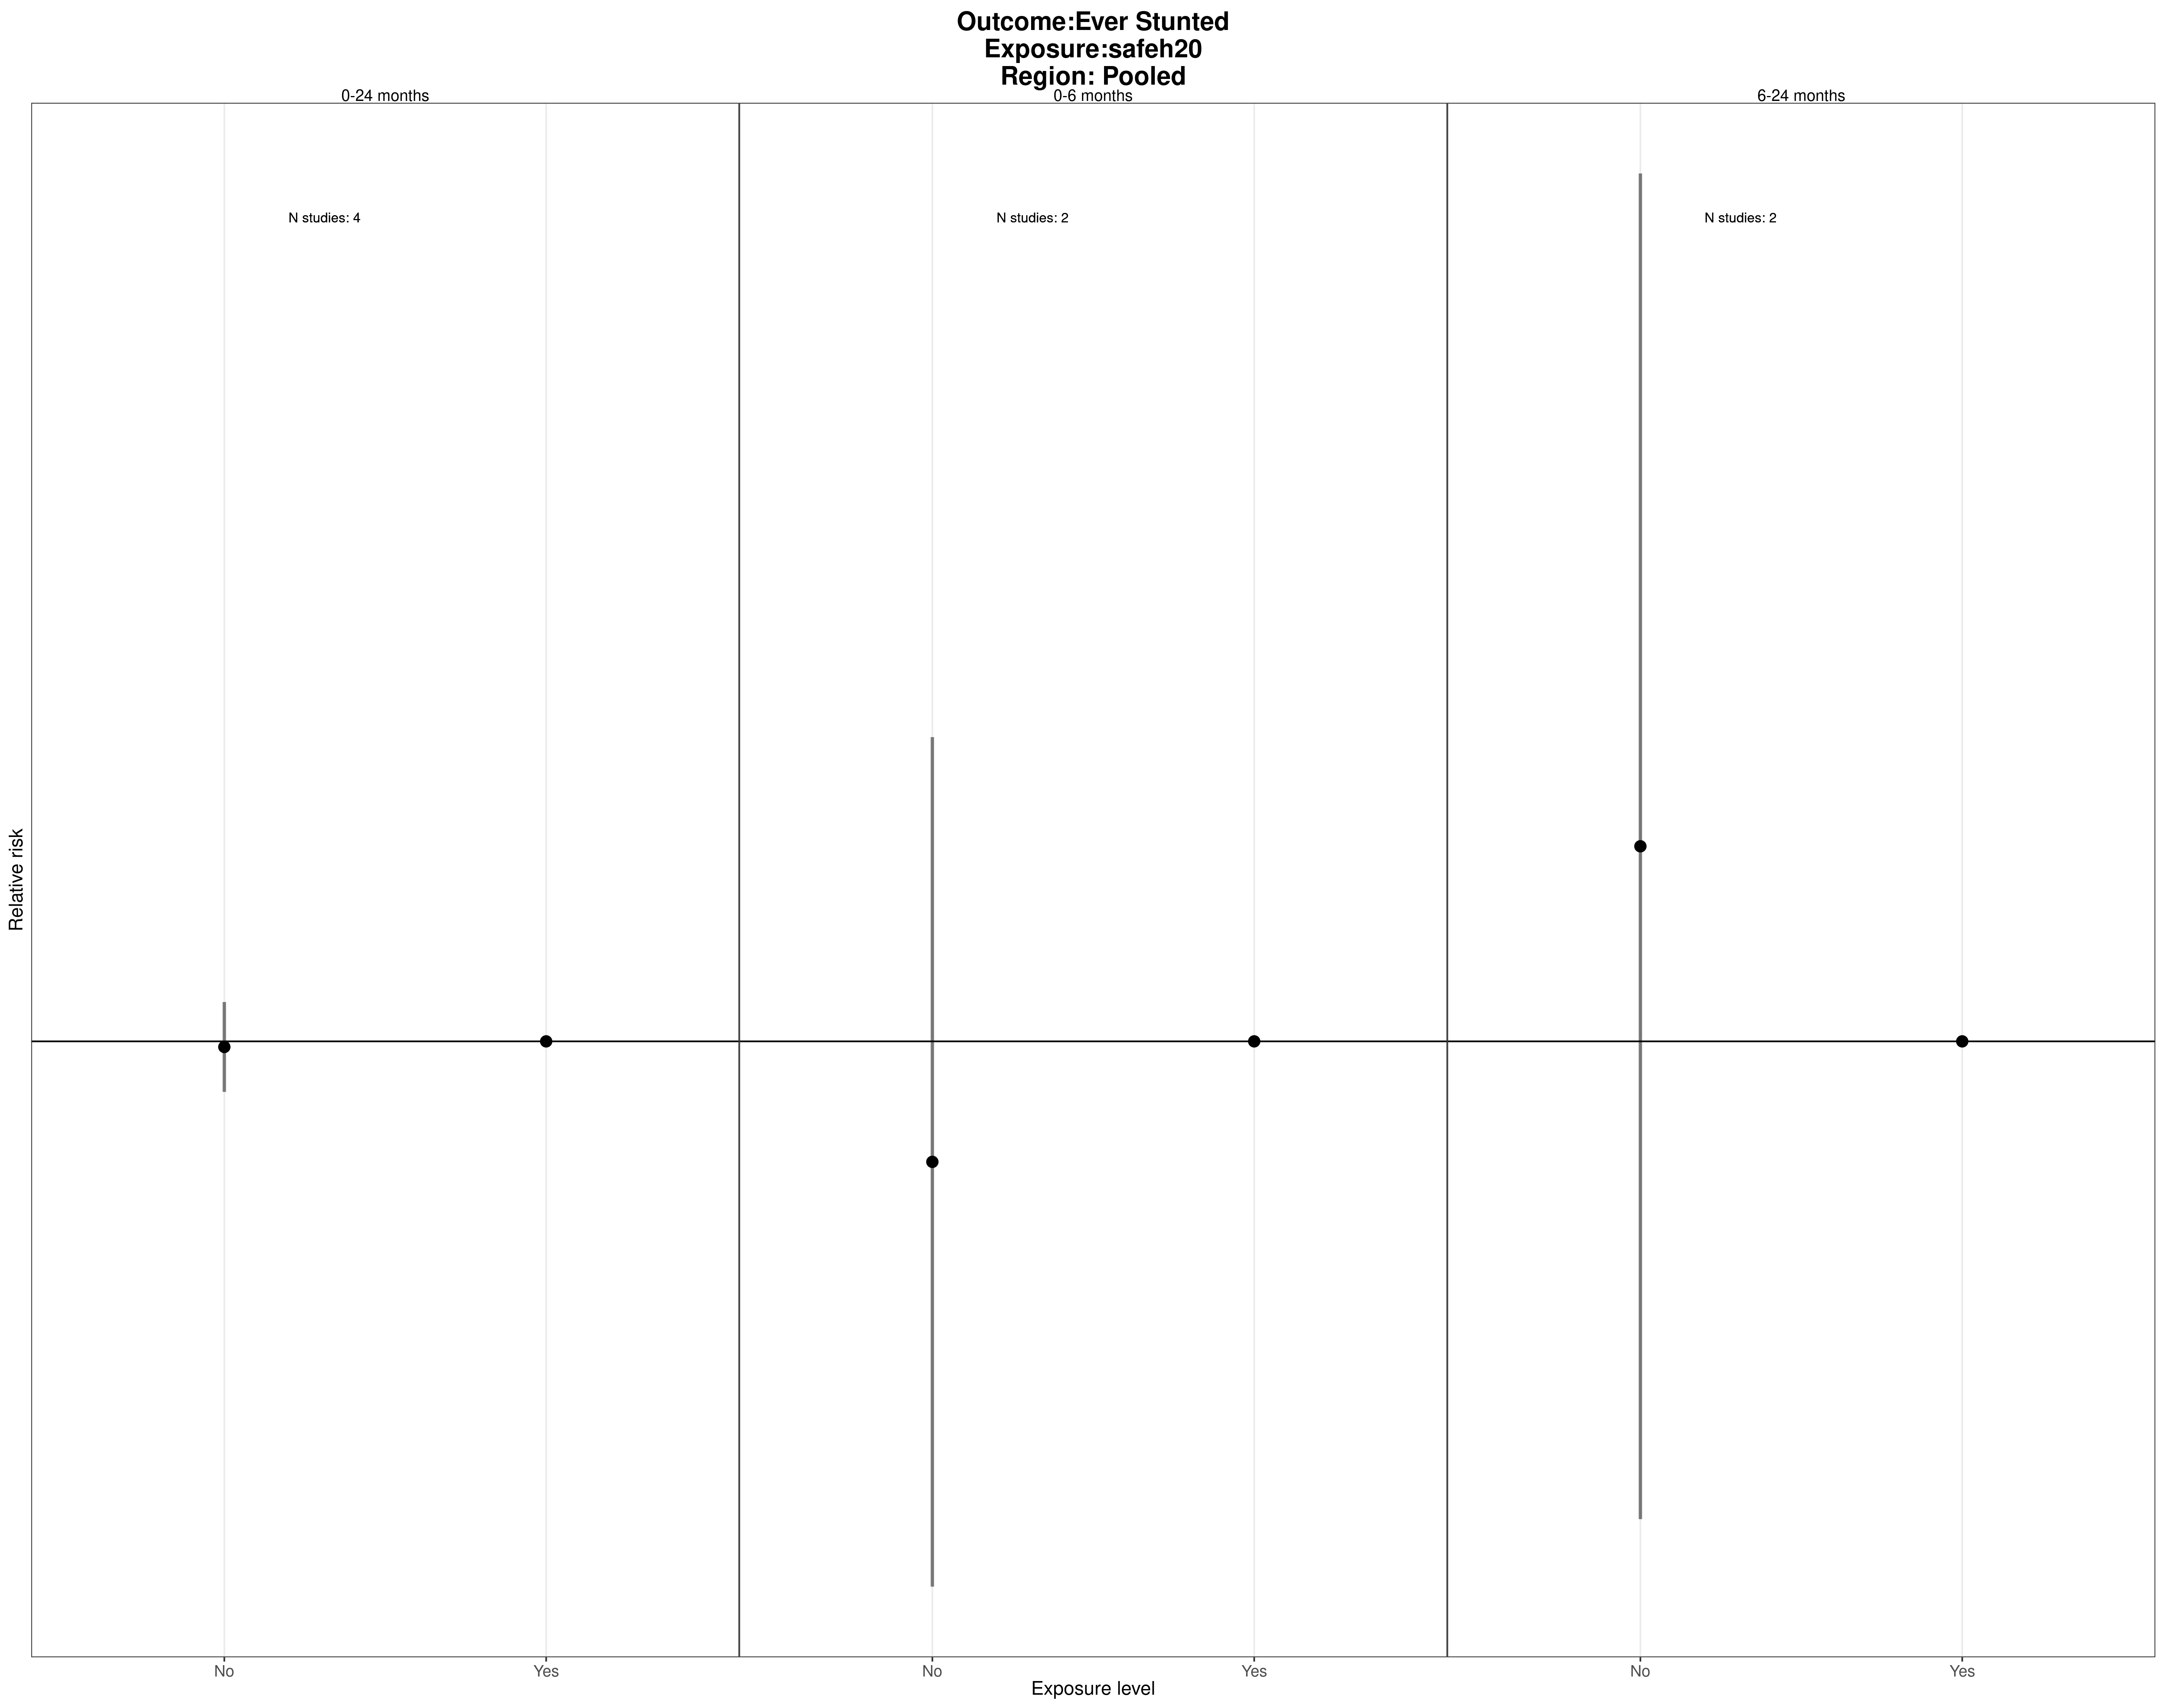 Outcome:Ever Stunted
Exposure:safeh20
Region: Pooled
0-24 months
0-6 months
6-24 months
N studies: 4
N studies: 2
N studies: 2
Relative risk
No
Yes
No
Yes
No
Yes
Exposure level